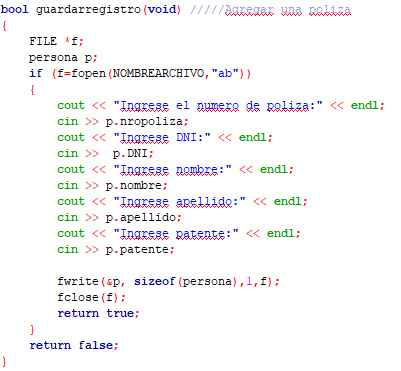 bool guardarregistro(void) /////Agregar una poliza
{
FILE *f;
persona p;
if (f=fopen(NOMBREARCHIVO,"ab"))
{
cout << "Ingrese el numero de poliza:" << endl;
cin >> p.nropoliza;
cout << "Ingrese DNI:" << endl;
cin >>  p.DNI;
cout << "Ingrese nombre:" << endl;
cin >> p.nombre;
cout << "Ingrese apellido:" << endl;
cin >> p.apellido;
cout << "Ingrese patente:" << endl;
cin >> p.patente;
fwrite(&p, sizeof(persona),1,f);
fclose(f);
return true;
}
return false;
}